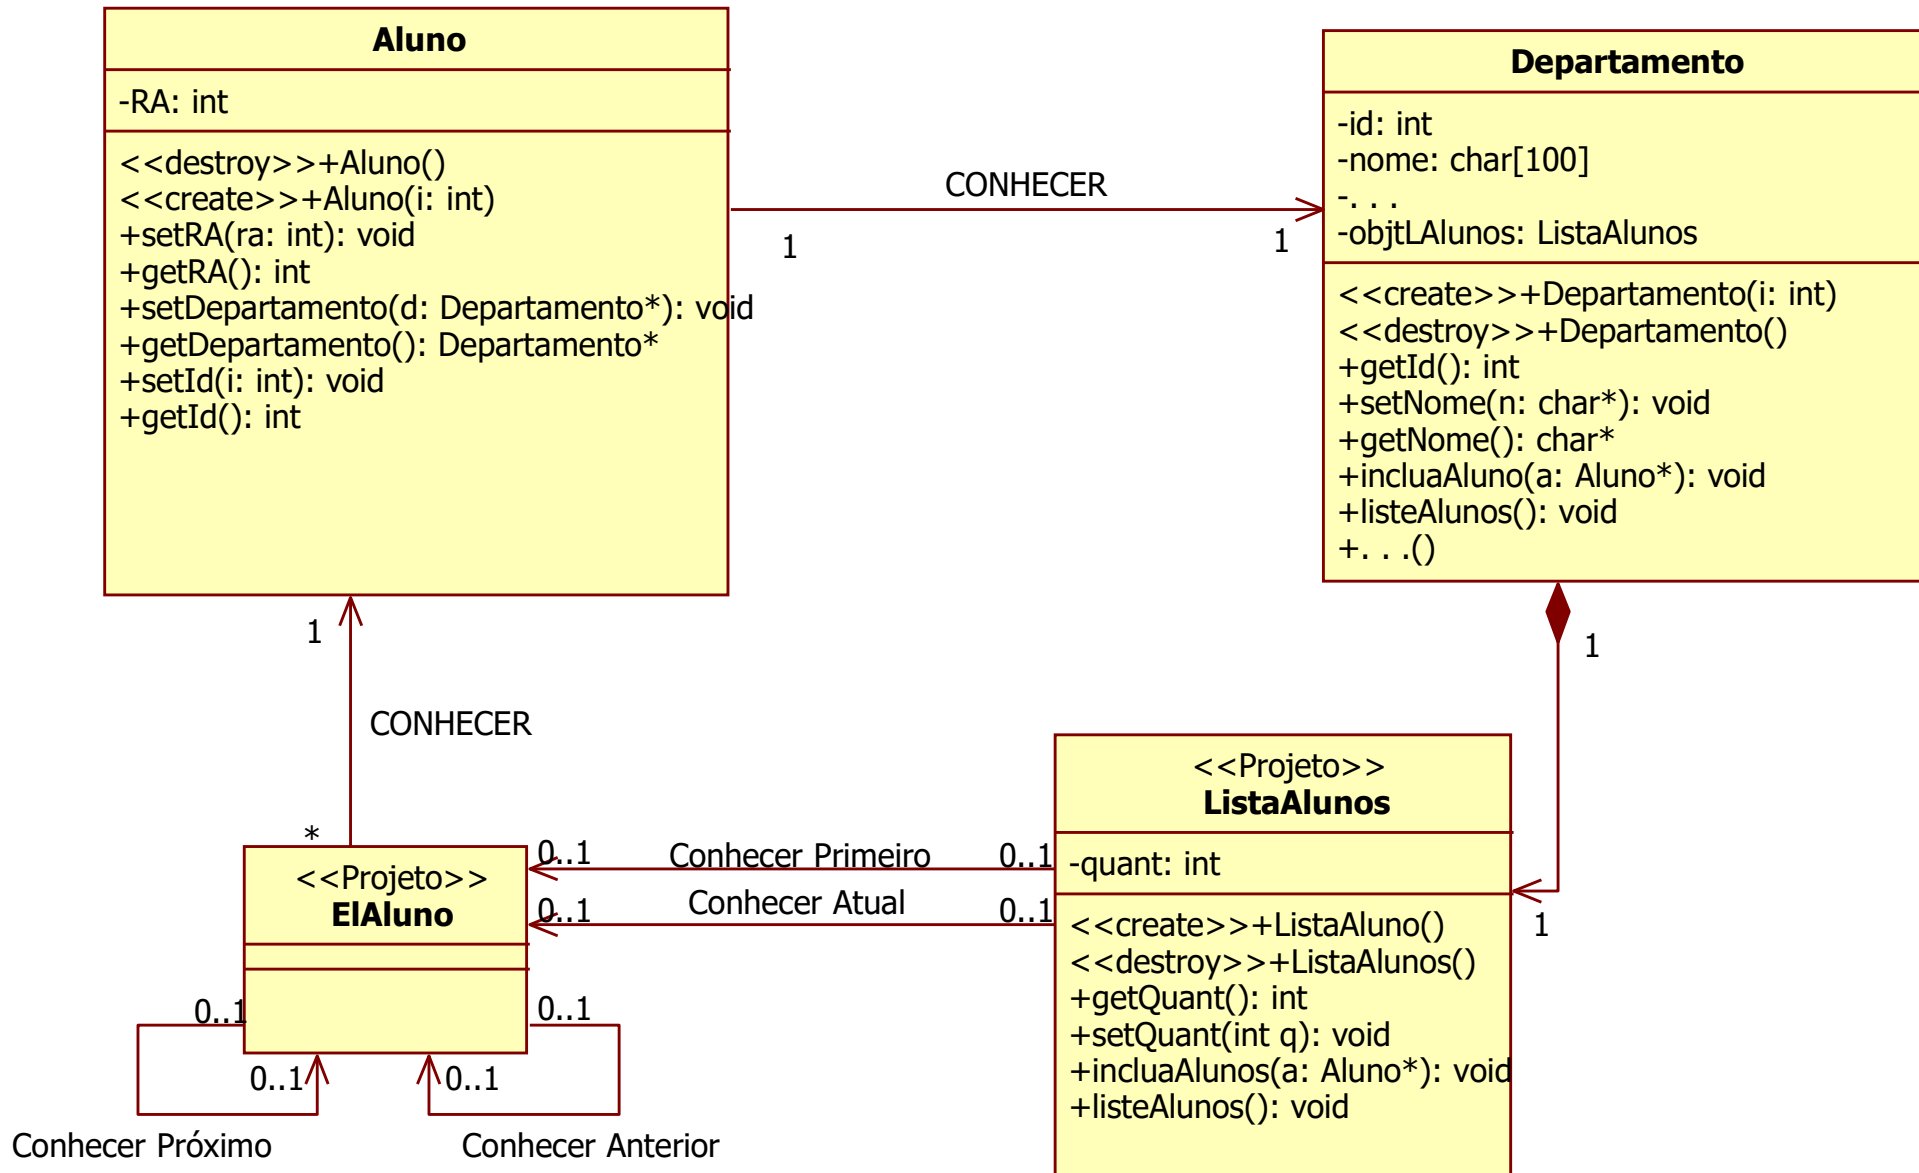 Aluno
-RA: int
<<destroy>>+Aluno()
<<create>>+Aluno(i: int)
+setRA(ra: int): void
+getRA(): int
+setDepartamento(d: Departamento*): void
+getDepartamento(): Departamento*
+setId(i: int): void
+getId(): int
CONHECER
1
1
Departamento
-id: int
-nome: char[100]
-. . .
-objtLAlunos: ListaAlunos
<<create>>+Departamento(i: int)
<<destroy>>+Departamento()
+getId(): int
+setNome(n: char*): void
+getNome(): char*
+incluaAluno(a: Aluno*): void
+listeAlunos(): void
+. . .()
1
1
CONHECER
*
1
<<Projeto>>
ElAluno
0..1
Conhecer Primeiro
0..1
0..1
Conhecer Atual
0..1
0..1
0..1
0..1
0..1
Conhecer Próximo
Conhecer Anterior
<<Projeto>>
ListaAlunos
-quant: int
<<create>>+ListaAluno()
<<destroy>>+ListaAlunos()
+getQuant(): int
+setQuant(int q): void
+incluaAlunos(a: Aluno*): void
+listeAlunos(): void
1